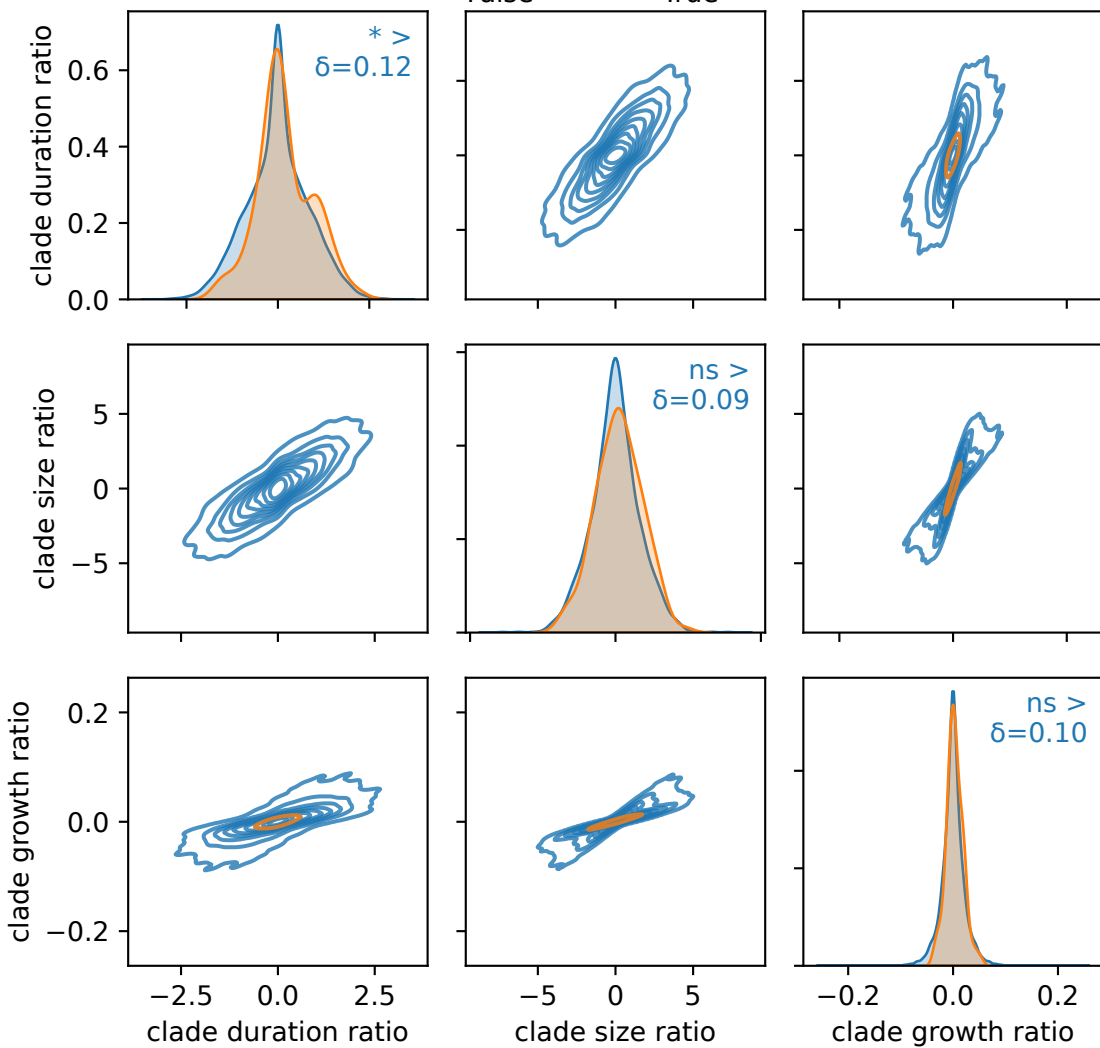 clade duration ratio
0.6
0.4
0.2
0.0
* >
δ=0.12
clade size ratio
5
0
−5
ns >
δ=0.09
clade growth ratio
0.2
0.0
−0.2
ns >
δ=0.10
−2.5 0.0 2.5
−5 0 5
−0.2 0.0 0.2
clade duration ratio
clade size ratio
clade growth ratio